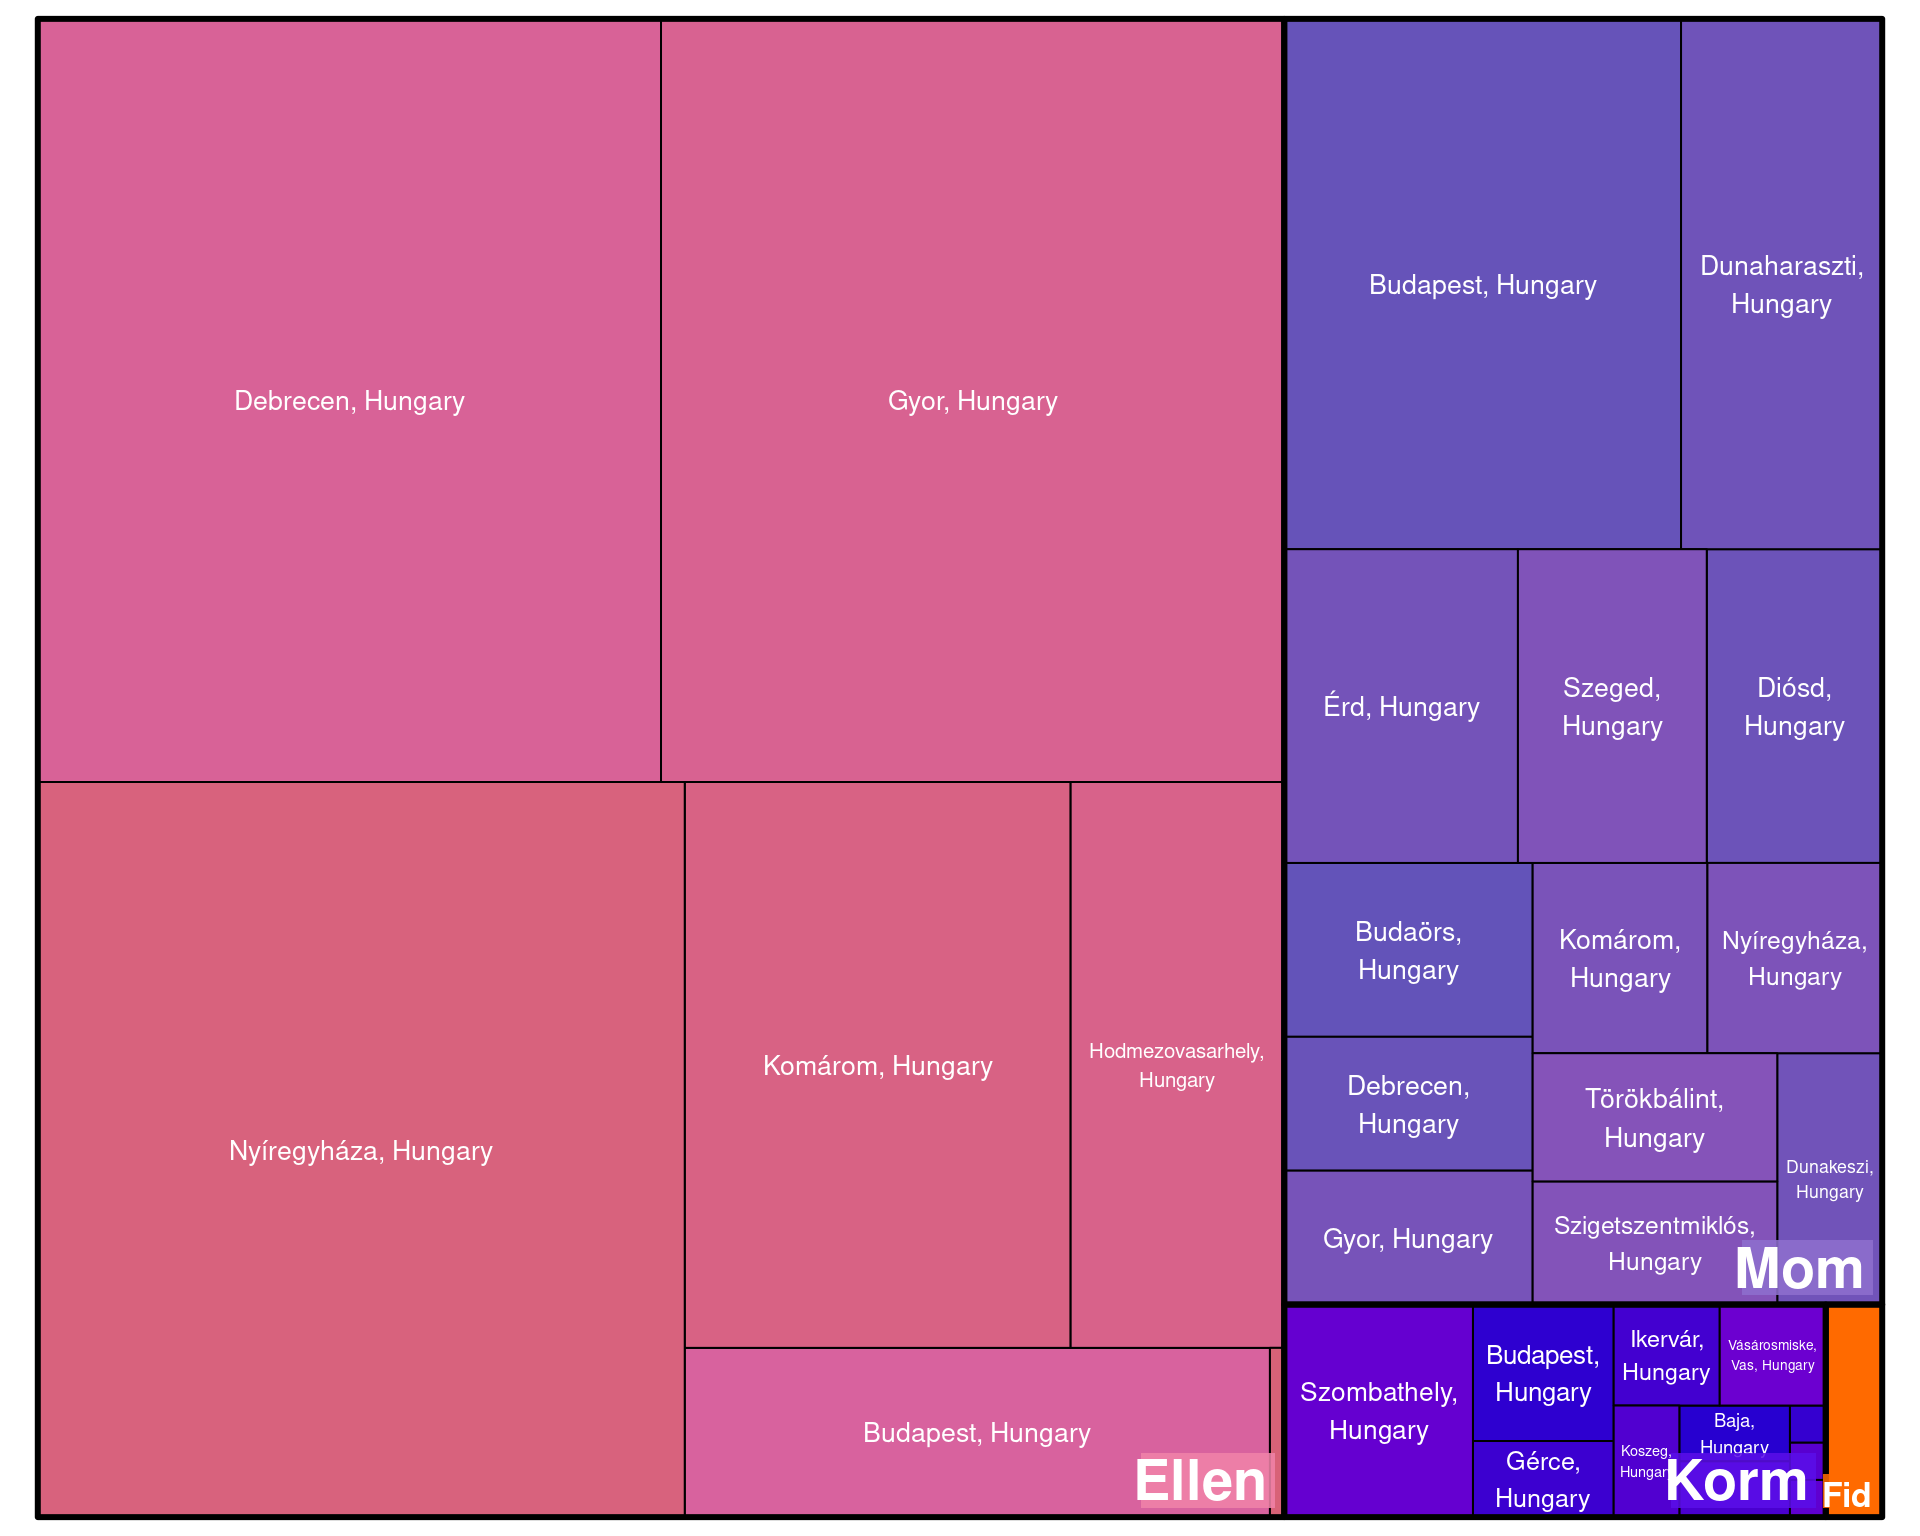 Debrecen, Hungary
Gyor, Hungary
Nyíregyháza, Hungary
Komárom, Hungary
Hodmezovasarhely,
Hungary
Budapest, Hungary
Ellen
Budapest, Hungary
Dunaharaszti,
Hungary
Érd, Hungary
Szeged,
Hungary
Diósd,
Hungary
Budaörs,
Hungary
Komárom,
Hungary
Nyíregyháza,
Hungary
Debrecen,
Hungary
Törökbálint,
Hungary
Dunakeszi,
Hungary
Gyor, Hungary
Szigetszentmiklós,
Hungary
Mom
Szombathely,
Hungary
Budapest,
Hungary
Ikervár,
Hungary
Vásárosmiske,
Vas, Hungary
Gérce,
Hungary
Koszeg,
Hungary
Baja,
Hungary
Korm
Fid